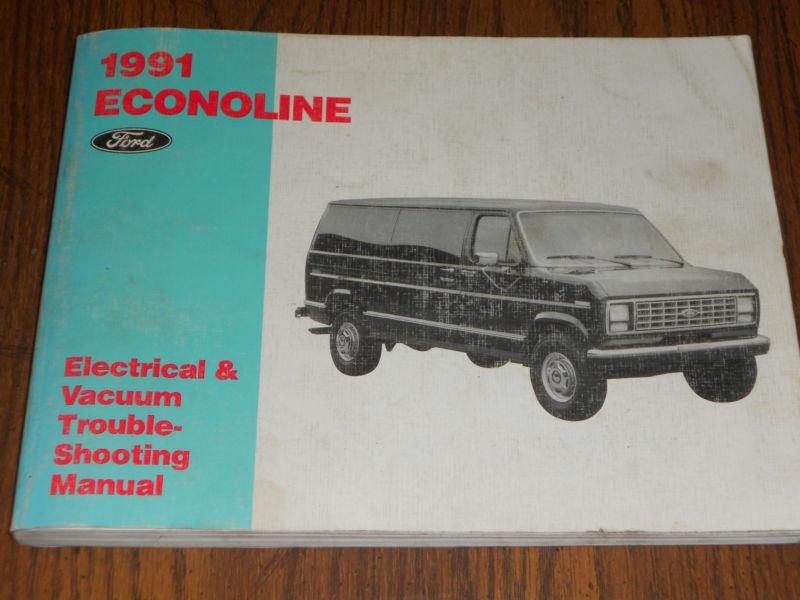 1991
ECONOLINE
Ford
Electrical &
Vacuum
Trouble-
Shooting
Manual